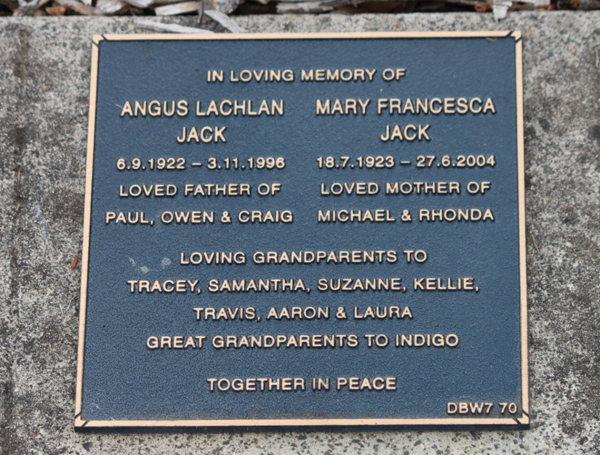 IN LOVING MEMORY OF
ANGUS LACHLAN MARY FRANCESCA
JACK JACK
6.9.1922 – 3.11.1996 18.7.1923 – 27.6.2004
LOVED FATHER OF LOVED MOTHER OF
PAUL, OWEN & CRAIG MICHAEL & RHONDA
LOVING GRANDPARENTS TO
TRACEY, SAMANTHA, SUZANNE, KELLIE,
TRAVIS, AARON & LAURA
GREAT GRANDPARENTS TO INDIGO
TOGETHER IN PEACE
DBW7 70